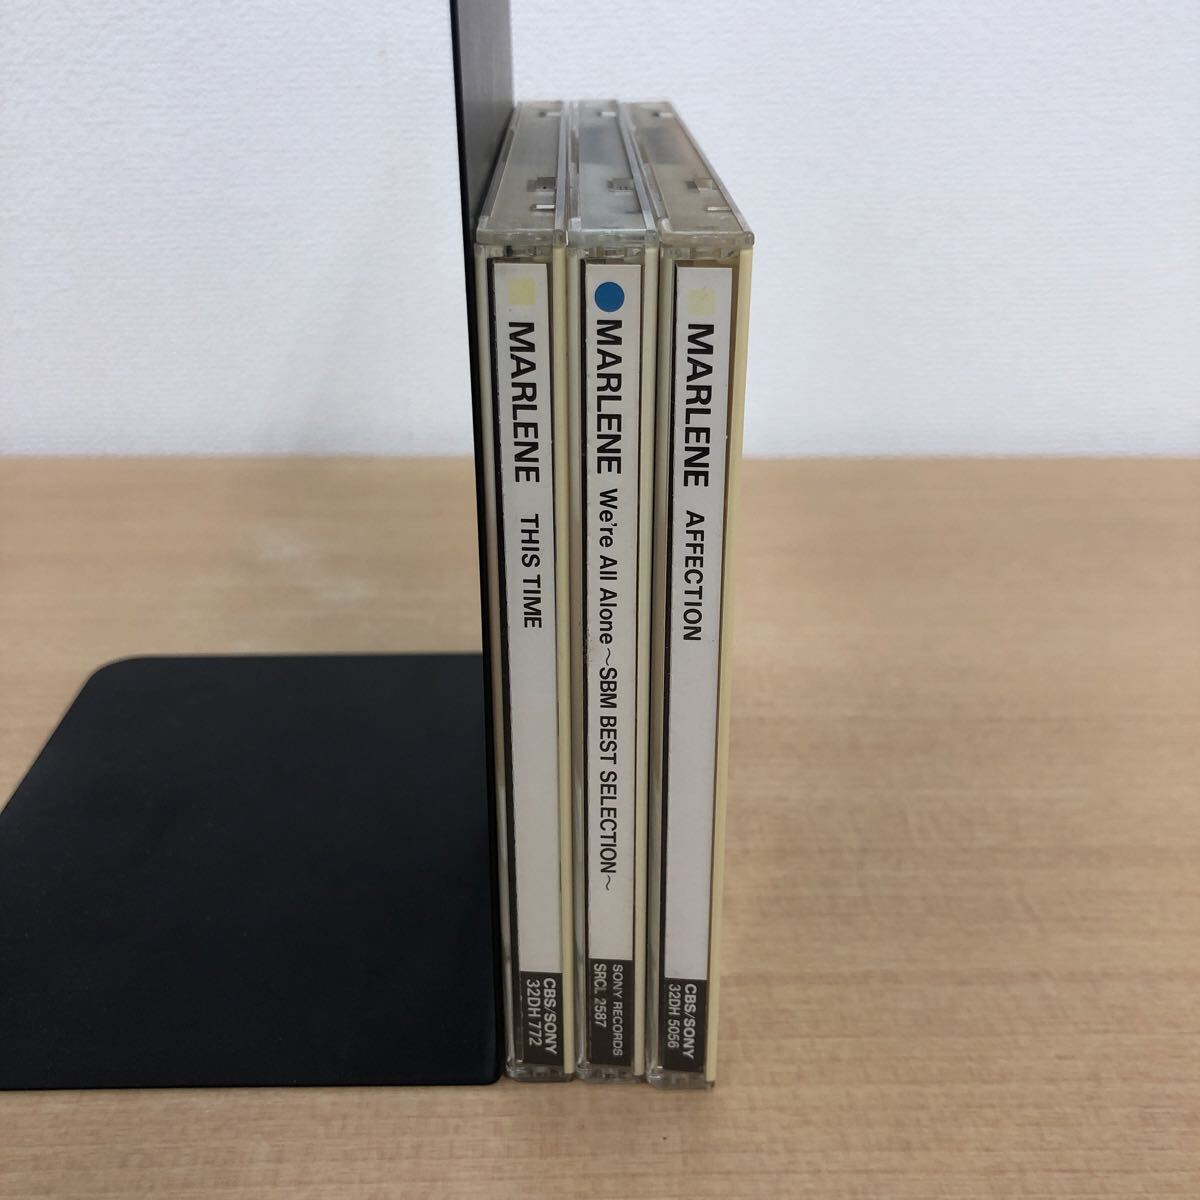 MARLENE THIS TIME
CBS/SONY
32DH 772
MARLENE We're All Alone～SBM BEST SELECTION～
SONY RECORDS
SRCL 2587
MARLENE AFFECTION
CBS/SONY
32DH 5056